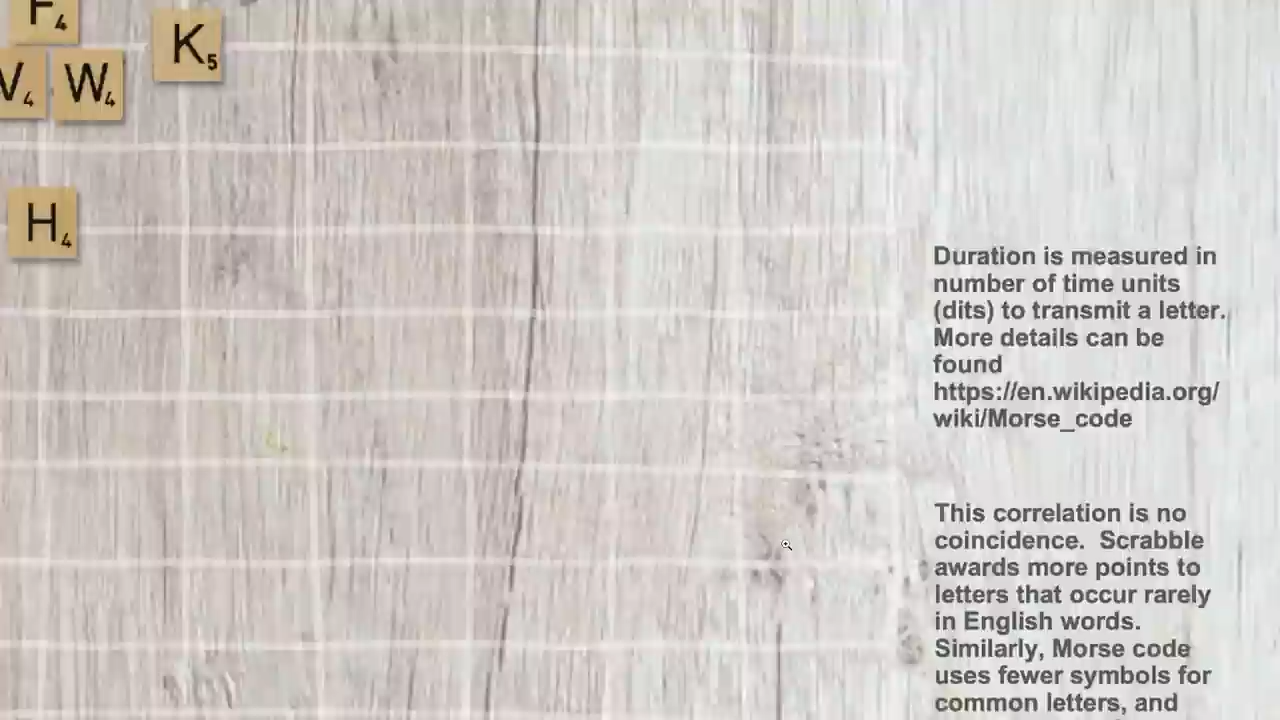 F4
K5
V4 W4
H4
Duration is measured in
number of time units
(dits) to transmit a letter.
More details can be
found
https://en.wikipedia.org/
wiki/Morse_code
This correlation is no
coincidence. Scrabble
awards more points to
letters that occur rarely
in English words.
Similarly, Morse code
uses fewer symbols for
common letters, and